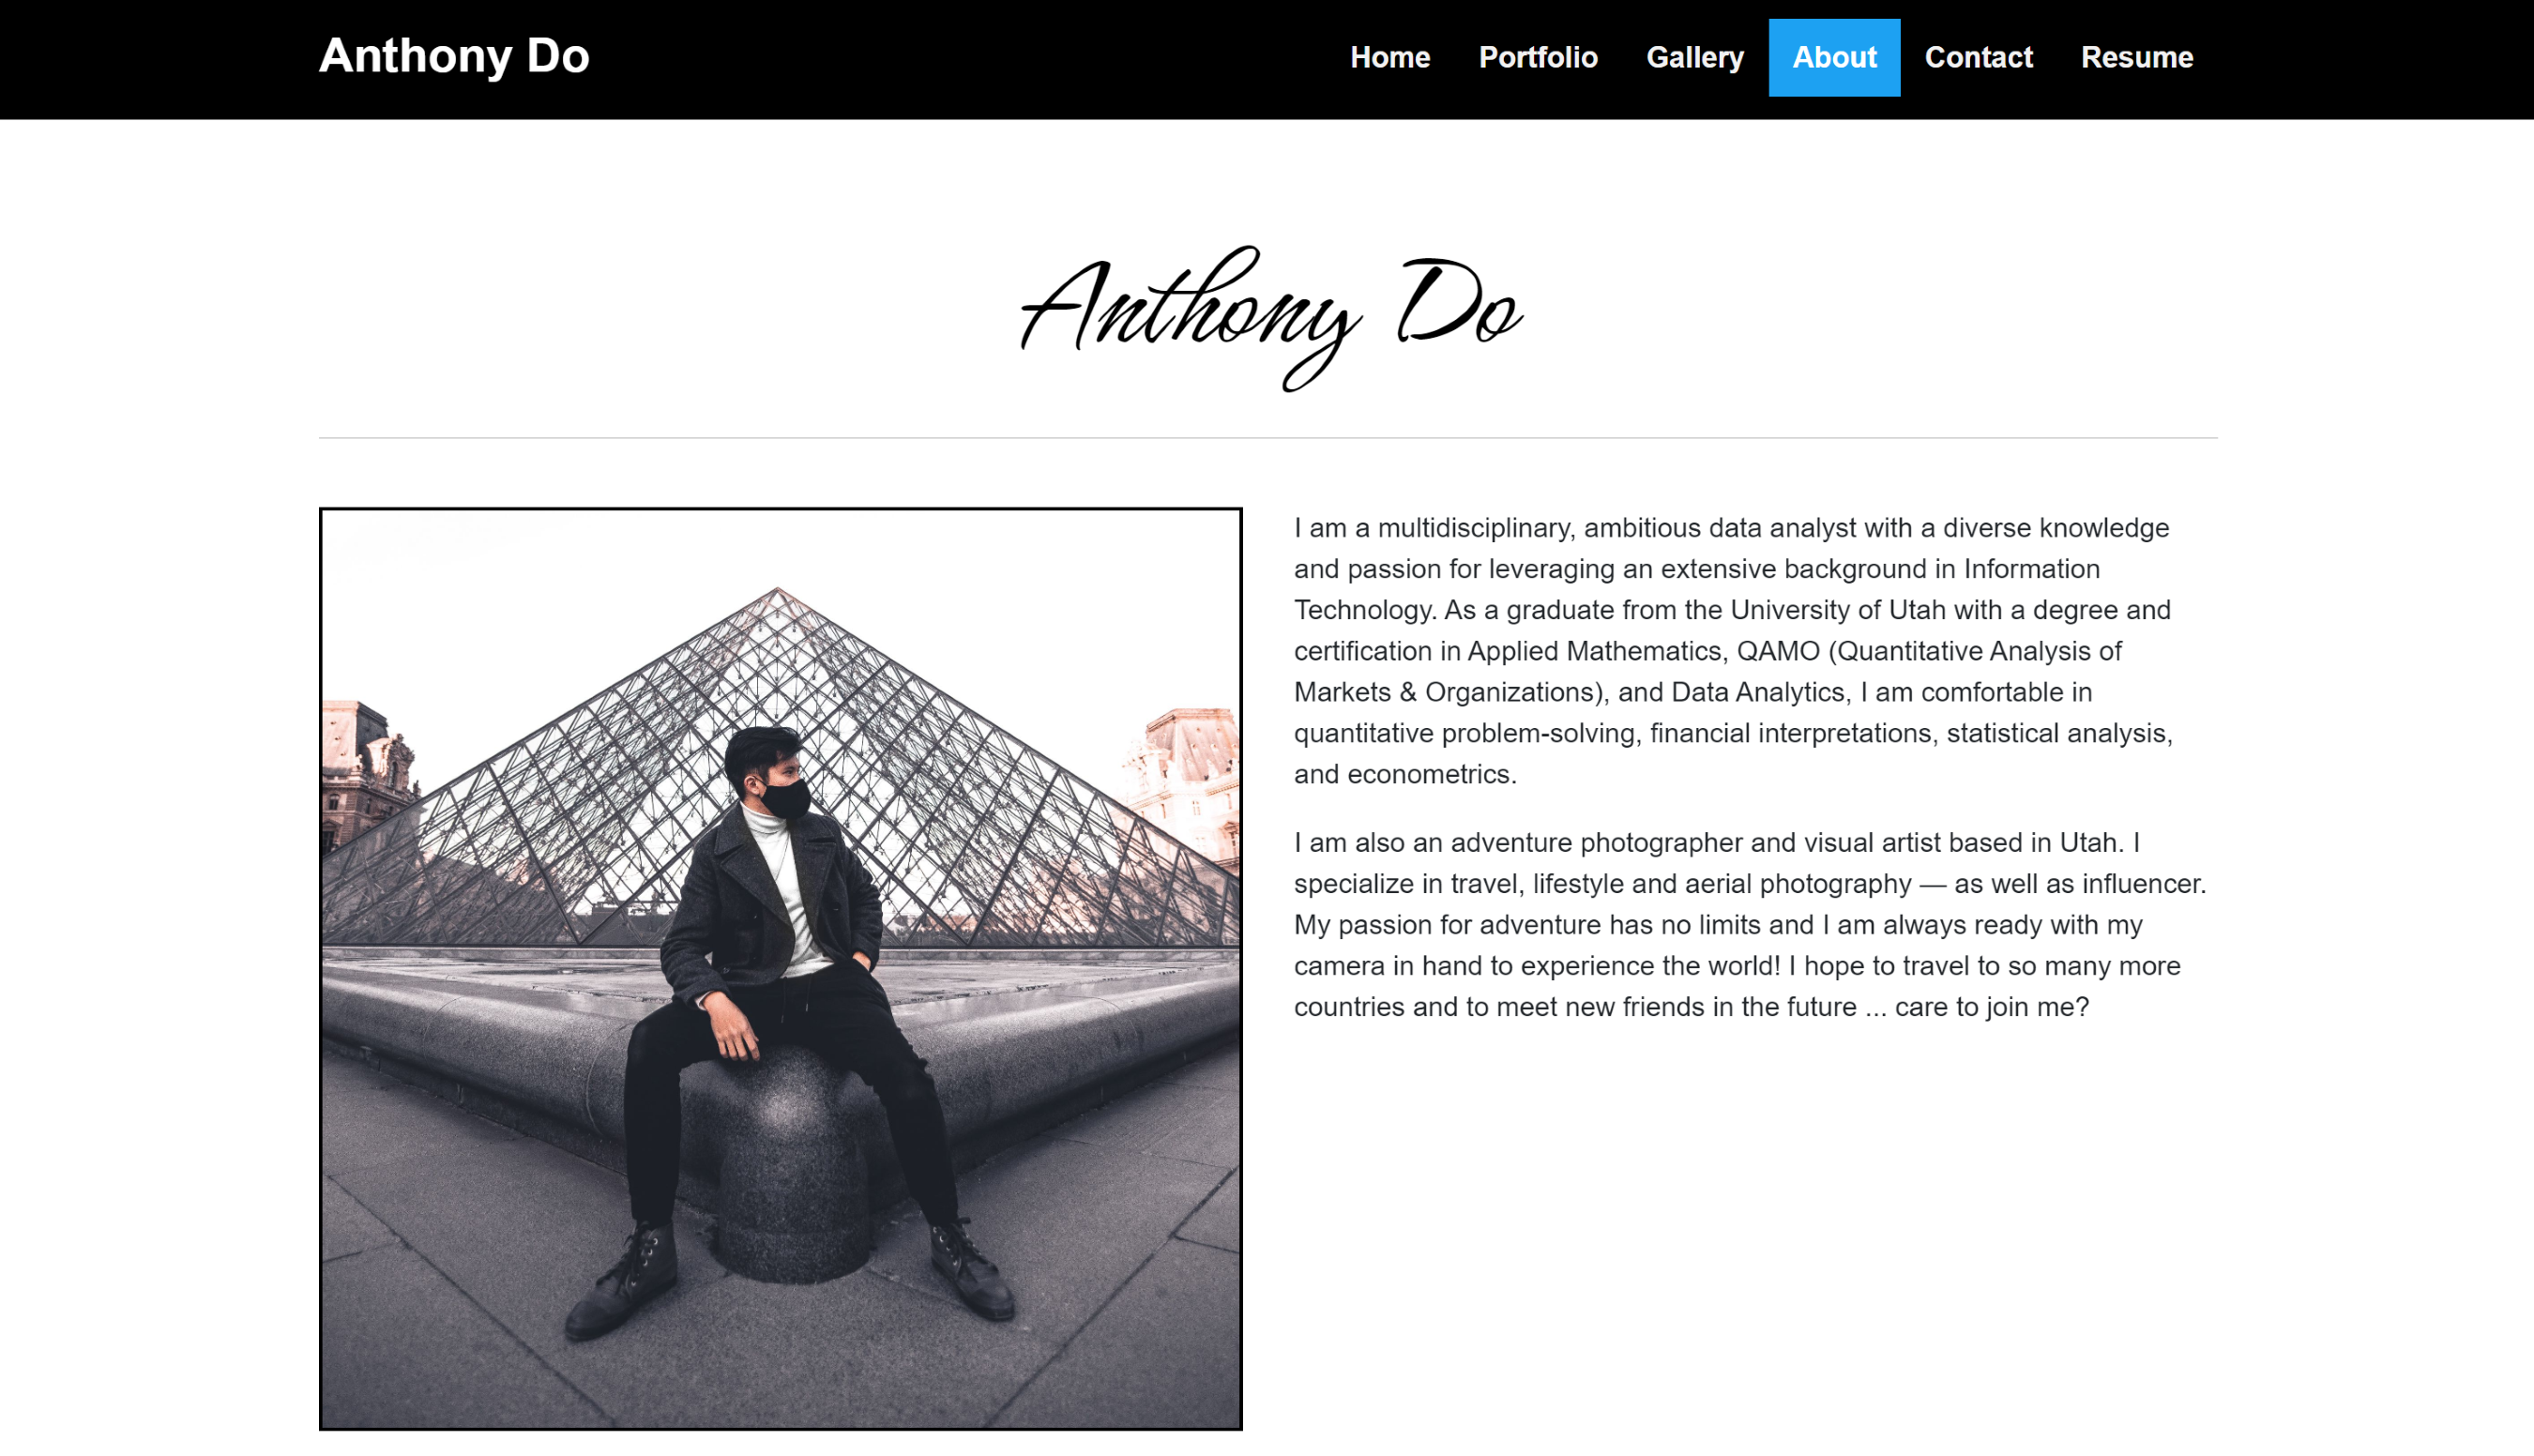 Anthony Do
Home Portfolio Gallery About Contact Resume
Anthony Do
I am a multidisciplinary, ambitious data analyst with a diverse knowledge
and passion for leveraging an extensive background in Information
Technology. As a graduate from the University of Utah with a degree and
certification in Applied Mathematics, QAMO (Quantitative Analysis of
Markets & Organizations), and Data Analytics, I am comfortable in
quantitative problem-solving, financial interpretations, statistical analysis,
and econometrics.
I am also an adventure photographer and visual artist based in Utah. I
specialize in travel, lifestyle and aerial photography — as well as influencer.
My passion for adventure has no limits and I am always ready with my
camera in hand to experience the world! I hope to travel to so many more
countries and to meet new friends in the future ... care to join me?